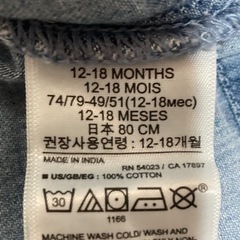 12-18 MONTHS
12-18 MOIS
74/79-49/51(12-18мес)
12-18 MESES
日本 80 CM
권장사용연령 : 12-18개월
MADE IN INDIA RN 54023 / CA 17897
US/GB/EG : 100% COTTON
30
1166
MACHINE WASH COLD/ WASH AND